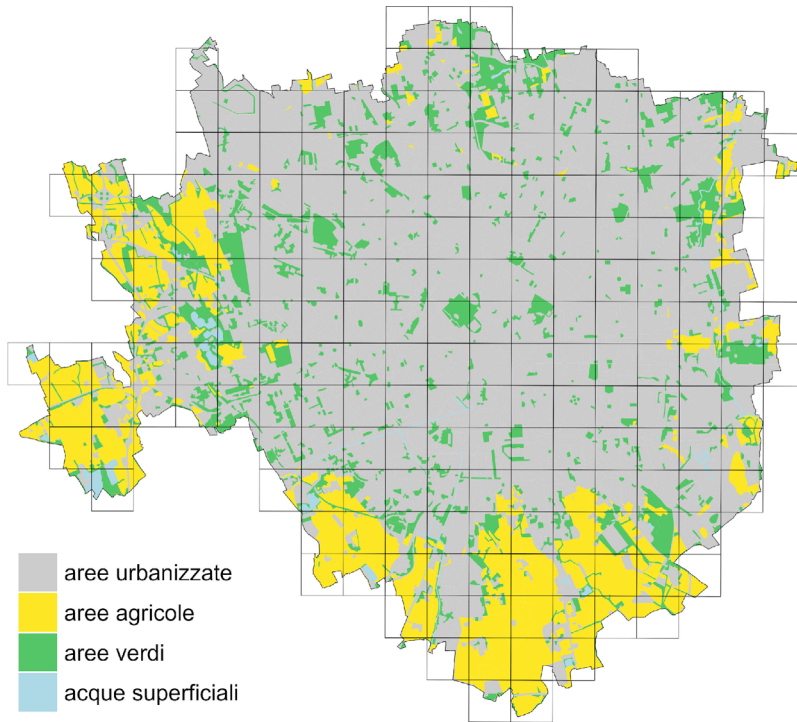 aree urbanizzate
aree agricole
aree verdi
acque superficiali